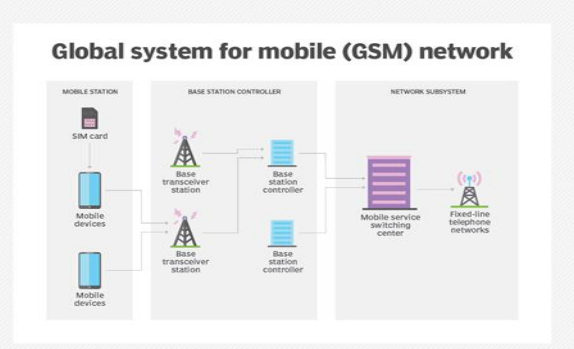 Global system for mobile (GSM) network
MOBILE STATION
SIM card
Mobile
devices
Mobile
devices
BASE STATION CONTROLLER
Base
transceiver
station
Base
station
controller
Base
transceiver
station
Base
station
controller
NETWORK SUBSYSTEM
Mobile service
switching
center
Fixed-line
telephone
networks